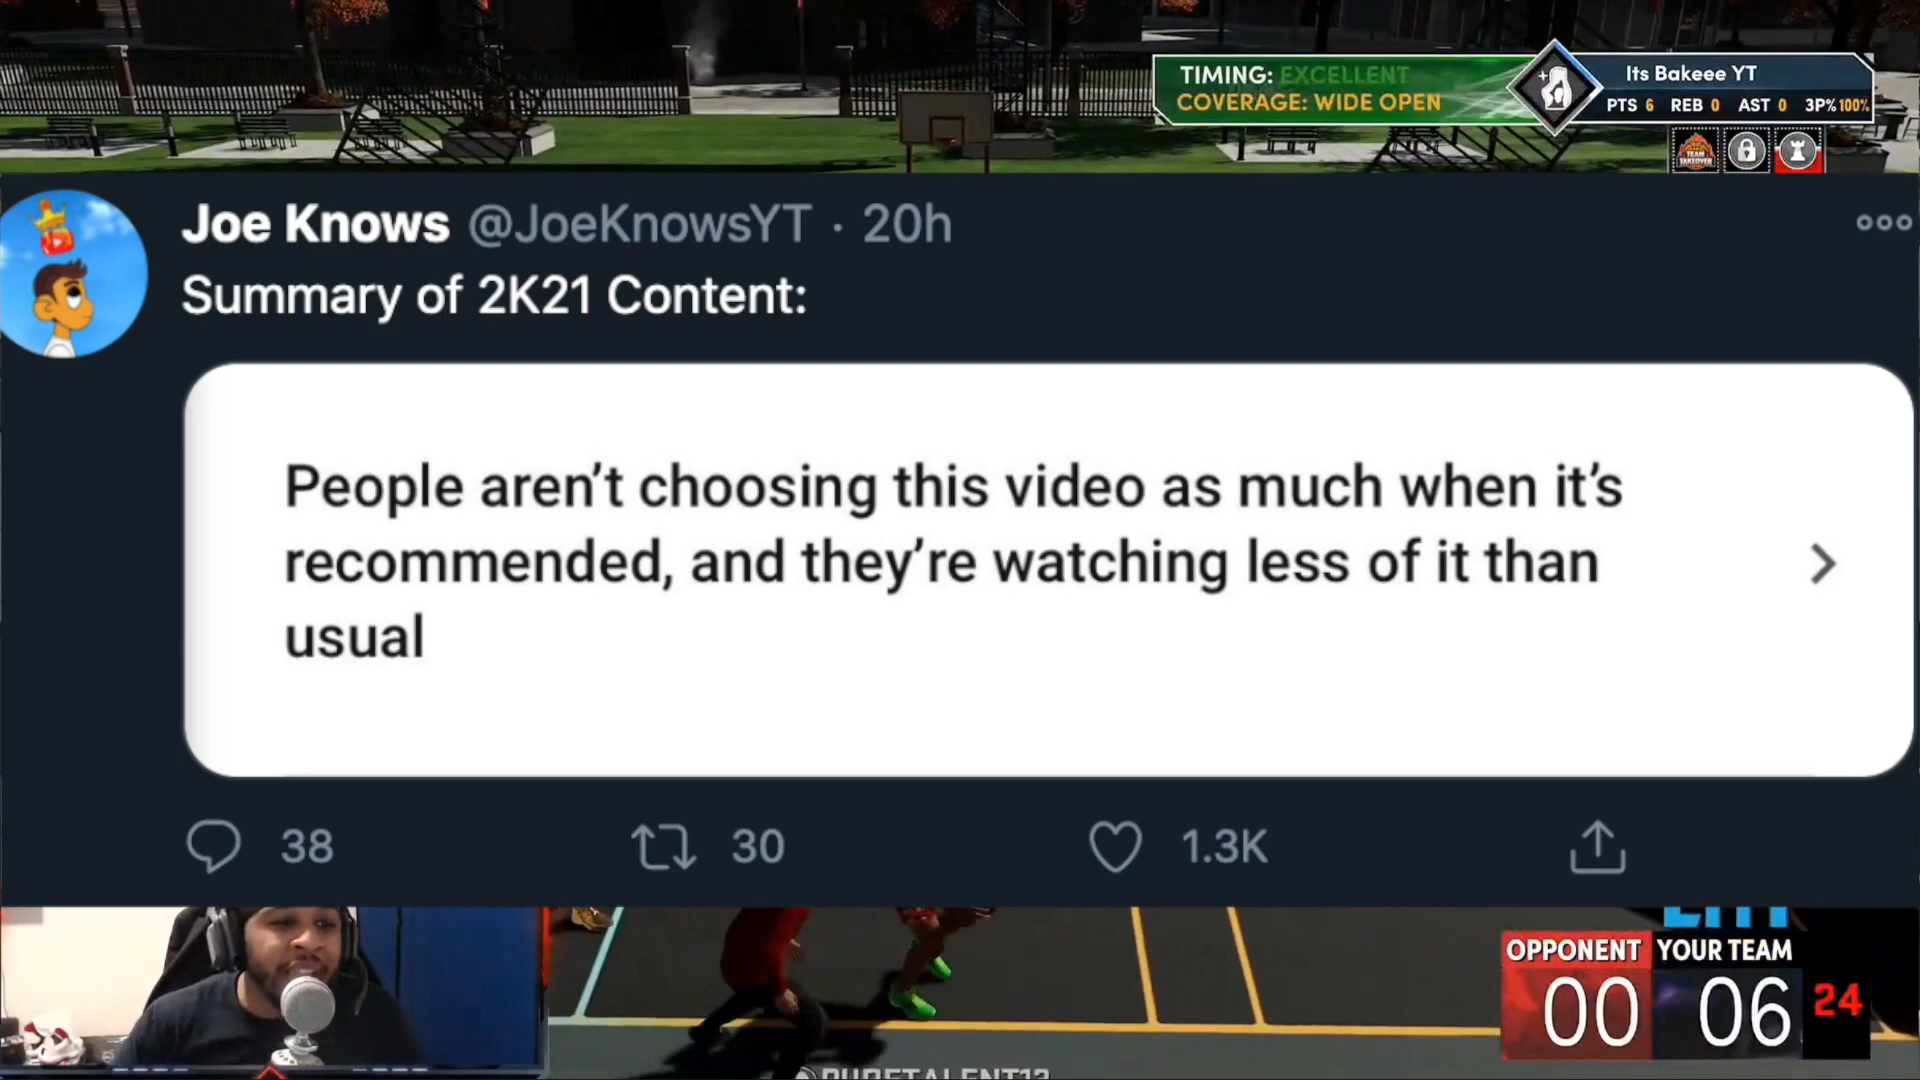 TIMING: EXCELLENT
COVERAGE: WIDE OPEN
Its Bakeee YT
PTS 6 REB 0 AST 0 3P% 100%
TEAM TAKEOVER
Joe Knows @JoeKnowsYT · 20h
Summary of 2K21 Content:
People aren't choosing this video as much when it's
recommended, and they're watching less of it than
usual
38 30 1.3K
OPPONENT YOUR TEAM
00 06 24